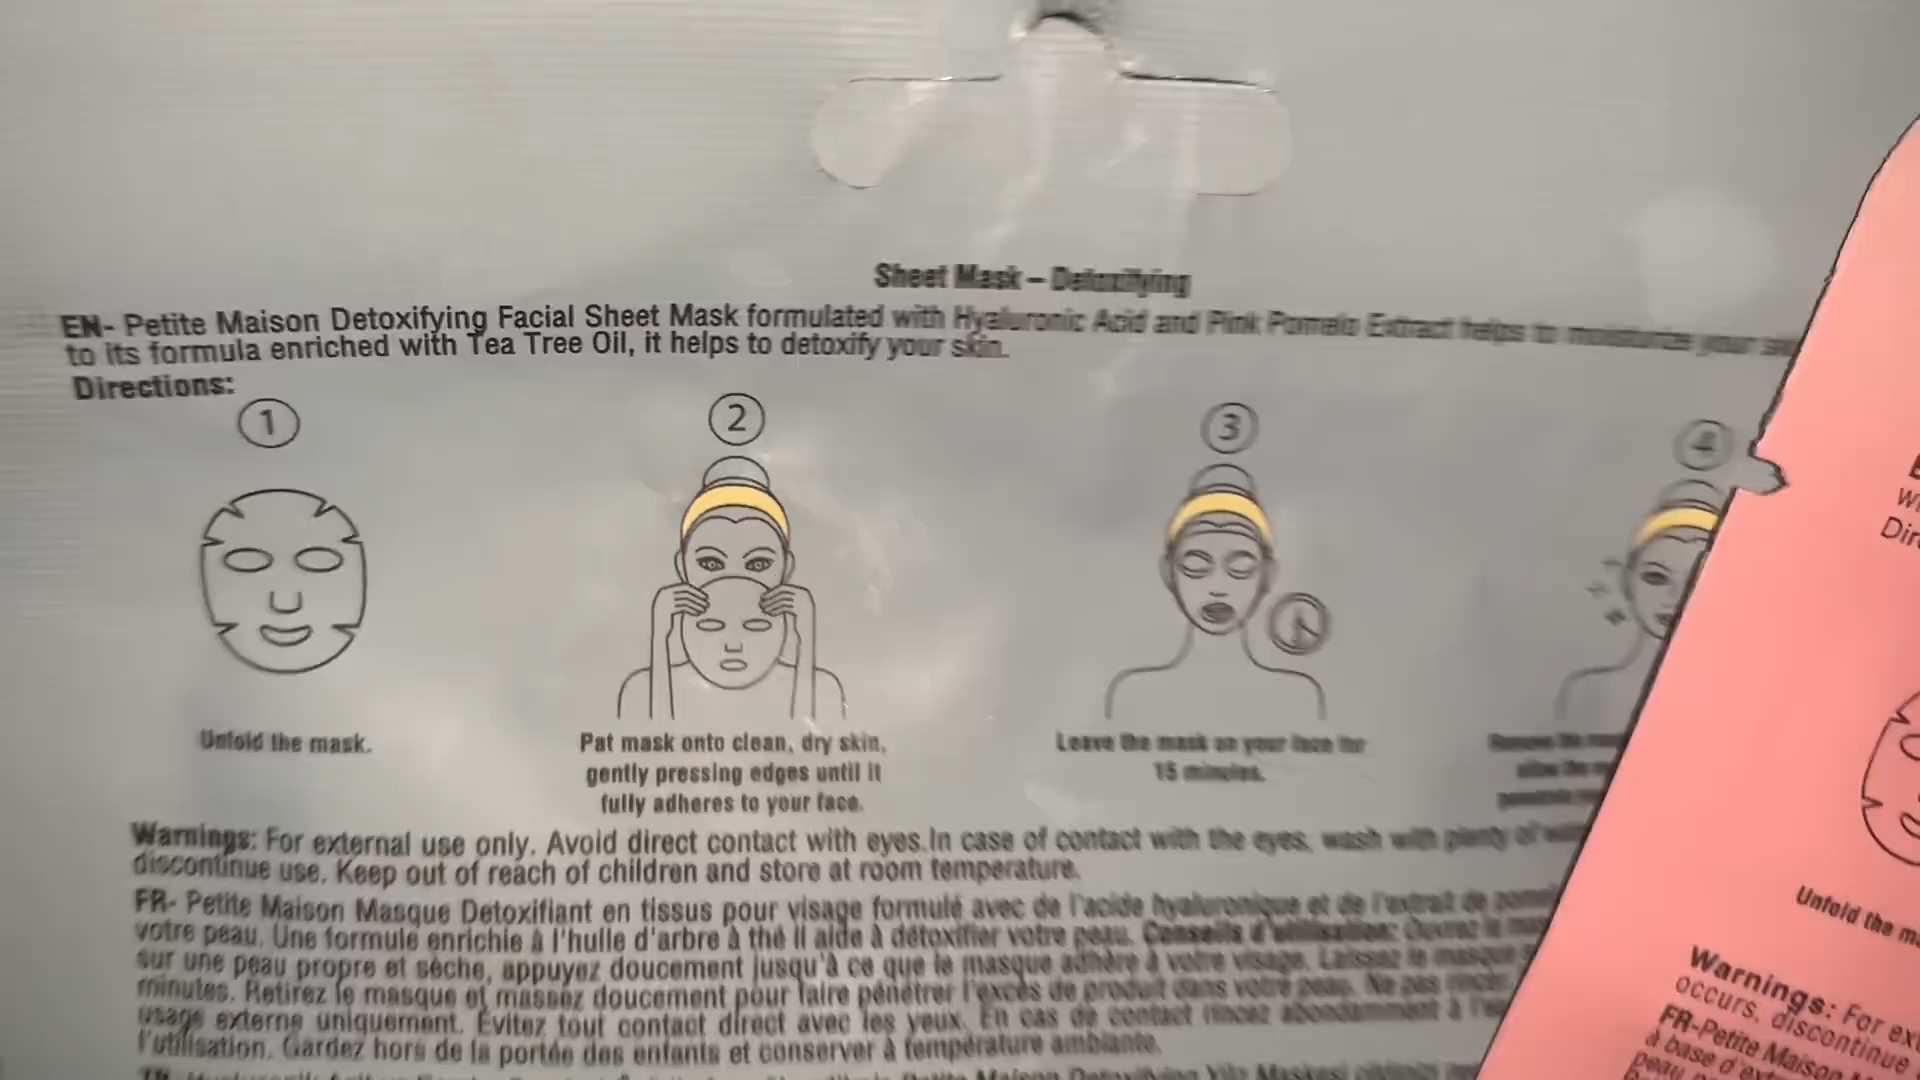 Sheet Mask – Detoxifying
EN- Petite Maison Detoxifying Facial Sheet Mask formulated with Hyaluronic Acid and Pink Pomelo Extract helps to moisturize your
to its formula enriched with Tea Tree Oil, it helps to detoxify your skin.
Directions:
1
2
3
4
Unfold the mask.
Pat mask onto clean, dry skin,
gently pressing edges until it
fully adheres to your face.
Leave the mask on your face for
15 minutes.
Warnings: For external use only. Avoid direct contact with eyes.In case of contact with the eyes, wash with plenty of
discontinue use. Keep out of reach of children and store at room temperature.
FR- Petite Maison Masque Detoxifiant en tissus pour visage formulé avec de l'acide hyaluronique et de l'extrait de
votre peau. Une formule enrichie à l'huile d'arbre à thé il aide à détoxifier votre peau. Conseils d'utilisation: Ouvrez le
sur une peau propre et sèche, appuyez doucement jusqu'à ce que le masque adhère à votre visage. Laissez le masque
minutes. Retirez le masque et massez doucement pour faire pénétrer l'excès de produit dans votre peau. Ne pas rincer.
usage externe uniquement. Évitez tout contact direct avec les yeux. En cas de contact rincez abondamment à
l'utilisation. Gardez hors de la portée des enfants et conserver à température ambiante.
Unfold the
Warnings: For
occurs, discontinue
FR-Petite Maison
à base
peau